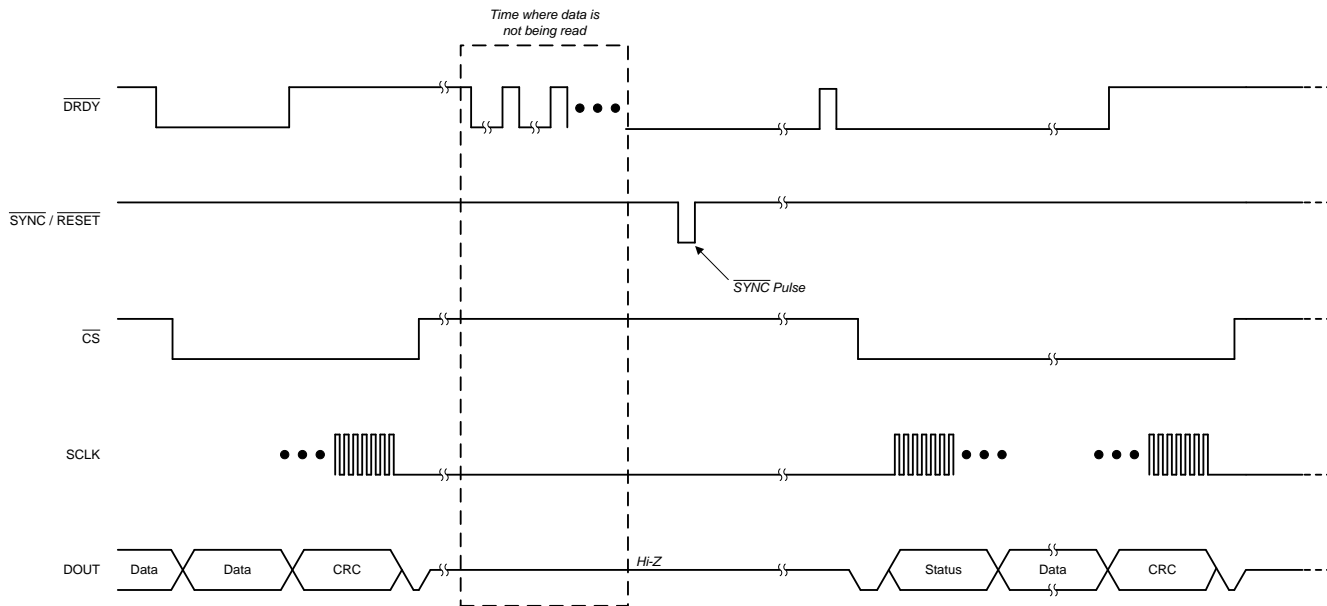 Time where data is
not being read
DRDY
SYNC / RESET
SYNC Pulse
CS
SCLK
DOUT
Data
Data
CRC
Hi-Z
Status
Data
CRC